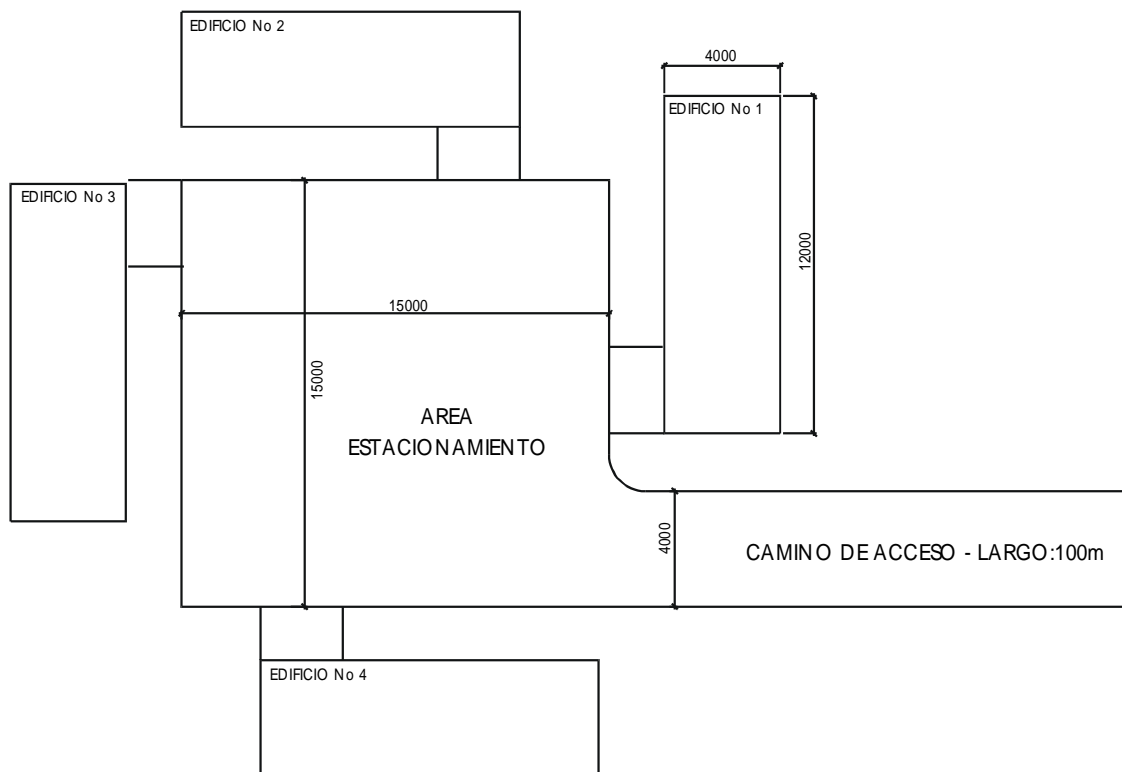 EDIFICIO No 2
4000
EDIFICIO No 1
EDIFICIO No 3
12000
15000
15000
AREA
ESTACIONAMIENTO
4000
CAMINO DE ACCESO - LARGO:100m
EDIFICIO No 4